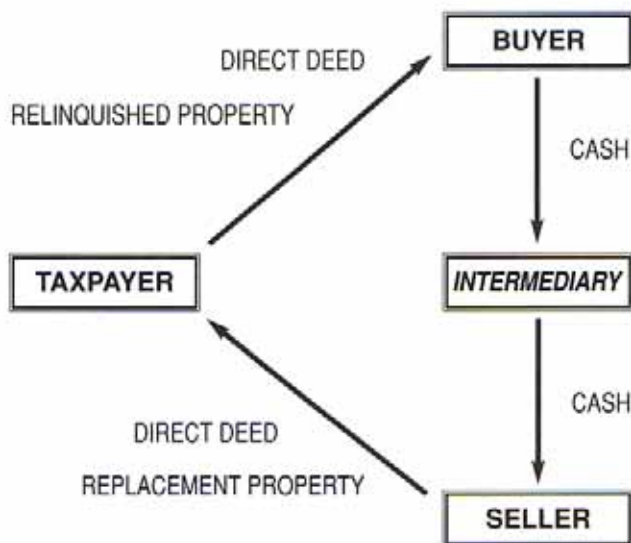 BUYER
DIRECT DEED
RELINQUISHED PROPERTY
CASH
TAXPAYER
INTERMEDIARY
CASH
DIRECT DEED
REPLACEMENT PROPERTY
SELLER